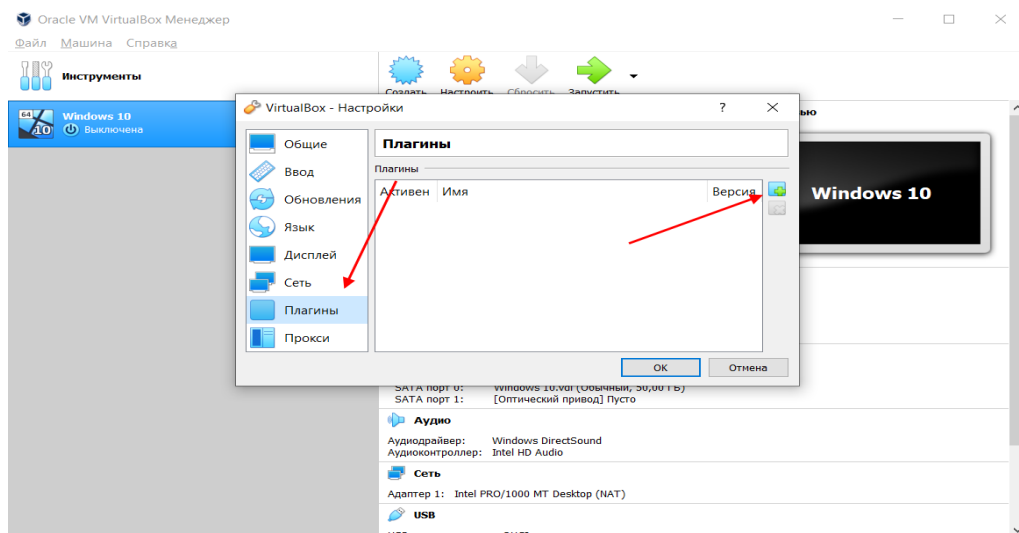 Oracle VM VirtualBox Менеджер
Файл Машина Справка
Инструменты
Создать Настроить Сбросить Запустить
64
10
Windows 10
Выключена
VirtualBox - Настройки
?
Общие
Ввод
Обновления
Язык
Дисплей
Сеть
Плагины
Прокси
Плагины
Плагины
Активен Имя Версия
OK Отмена
Windows 10
SATA порт 0: Windows 10.vdi (Обычный, 50,00 ГБ)
SATA порт 1: [Оптический привод] Пусто
Аудио
Аудиодрайвер: Windows DirectSound
Аудиоконтроллер: Intel HD Audio
Сеть
Адаптер 1: Intel PRO/1000 MT Desktop (NAT)
USB